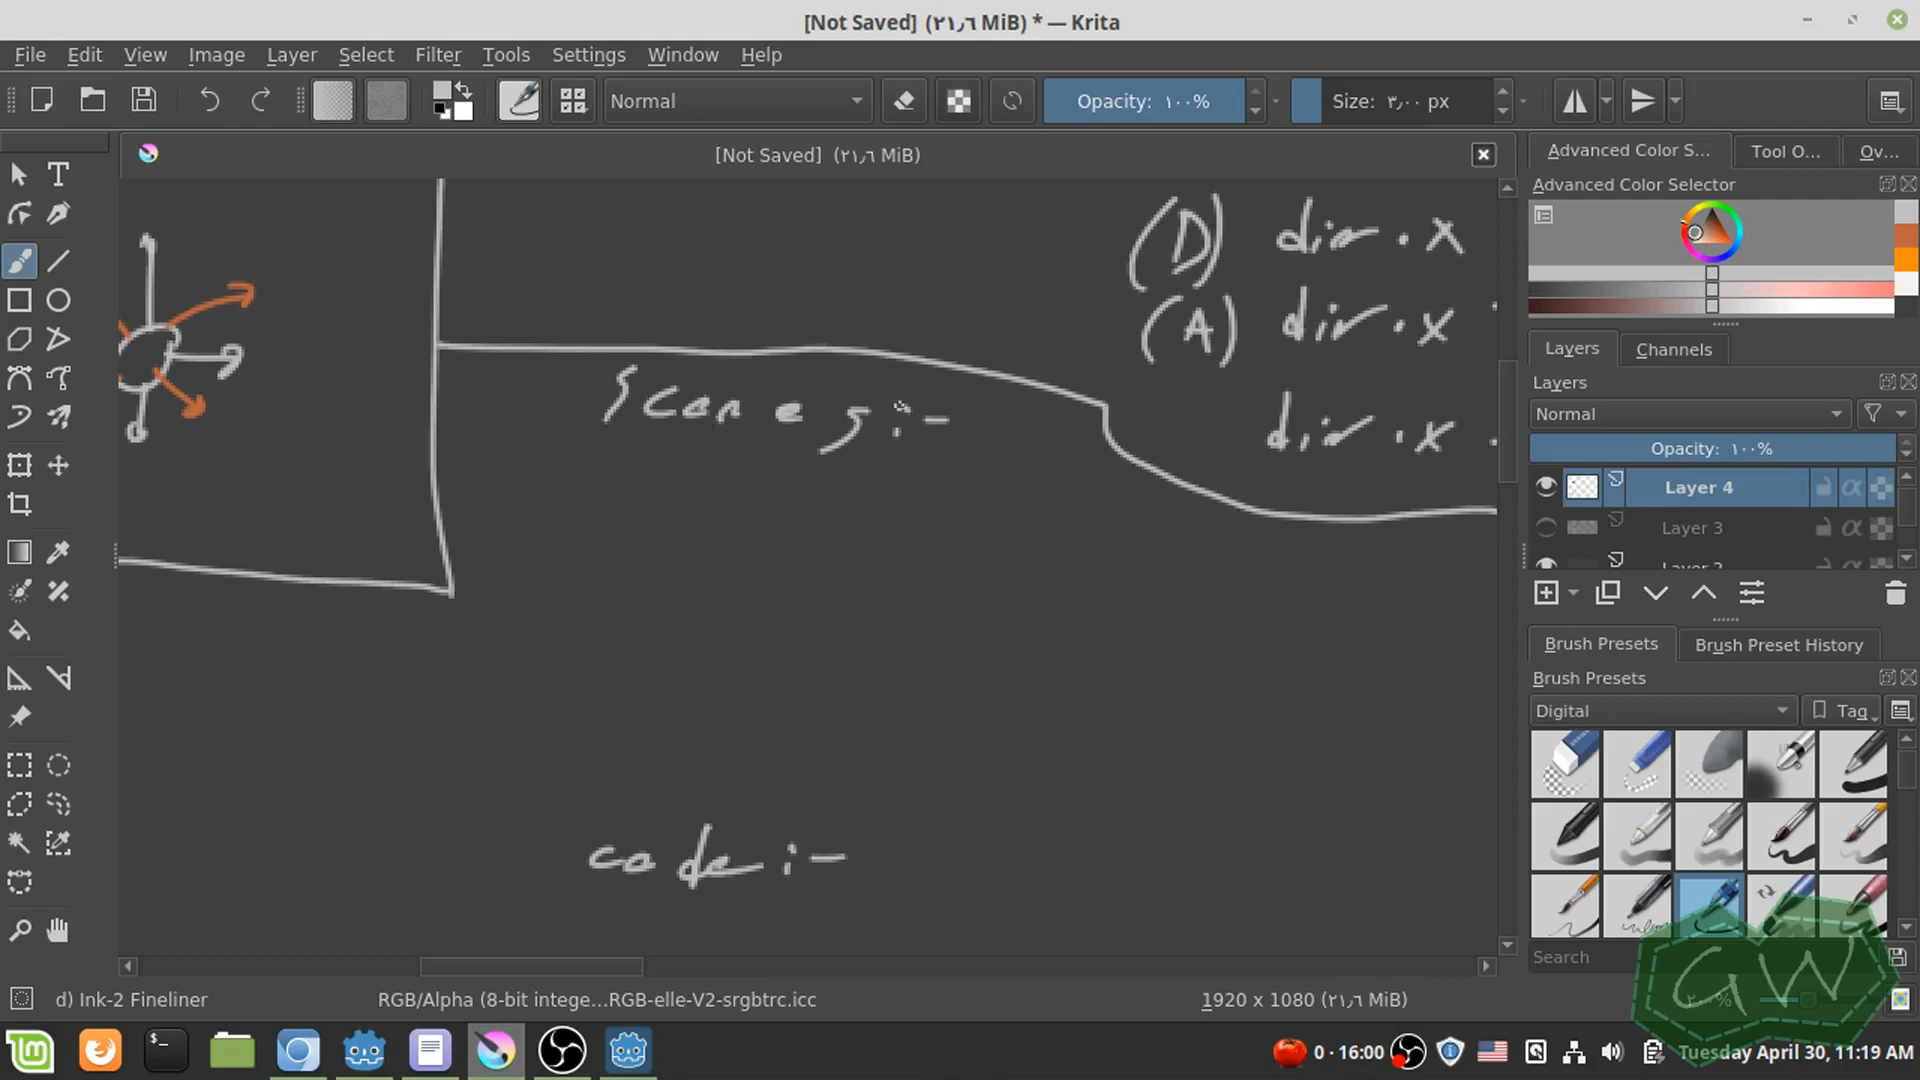 [Not Saved] (٢١٫٦ MiB) * — Krita
File Edit View Image Layer Select Filter Tools Settings Window Help
Normal Opacity: ١٠٠% Size: ٣٫٠٠ px
[Not Saved] (٢١٫٦ MiB)
Advanced Color S... Tool O... Ov...
Advanced Color Selector
(D) dir . x
(A) dir . x
dir . x
Scanes :-
code :-
Layers Channels
Layers
Normal
Opacity: ١٠٠%
Layer 4
Layer 3
Brush Presets Brush Preset History
Brush Presets
Digital Tag
Search
GW
d) Ink-2 Fineliner RGB/Alpha (8-bit intege...RGB-elle-V2-srgbtrc.icc 1920 x 1080 (٢١٫٦ MiB)
0 · 16:00 Tuesday April 30, 11:19 AM